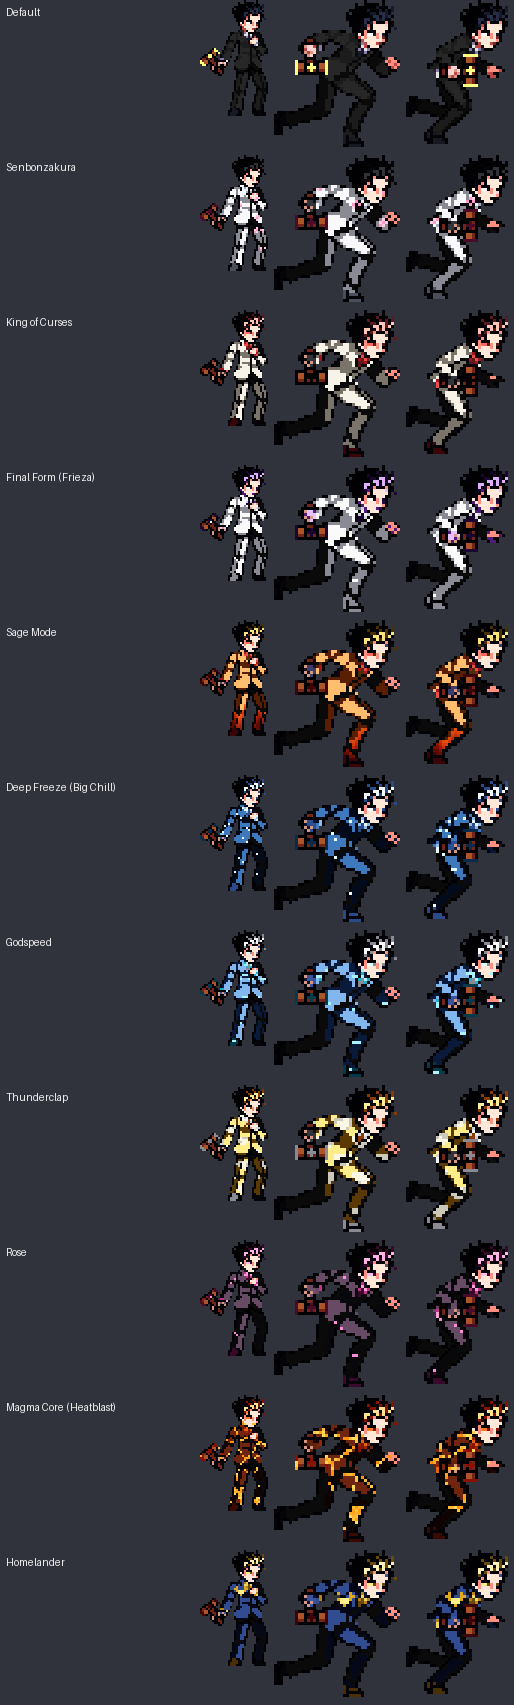 Default
Senbonzakura
King of Curses
Final Form (Frieza)
Sage Mode
Deep Freeze (Big Chill)
Godspeed
Thunderclap
Rose
Magma Core (Heatblast)
Homelander